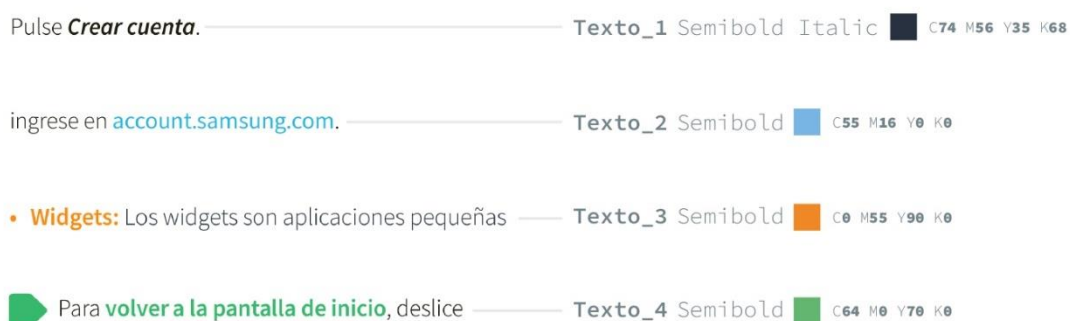 Pulse Crear cuenta. Texto_1 Semibold Italic C74 M56 Y35 K68
ingrese en account.samsung.com. Texto_2 Semibold C55 M16 Y0 K0
• Widgets: Los widgets son aplicaciones pequeñas Texto_3 Semibold C0 M55 Y90 K0
Para volver a la pantalla de inicio, deslice Texto_4 Semibold C64 M0 Y70 K0